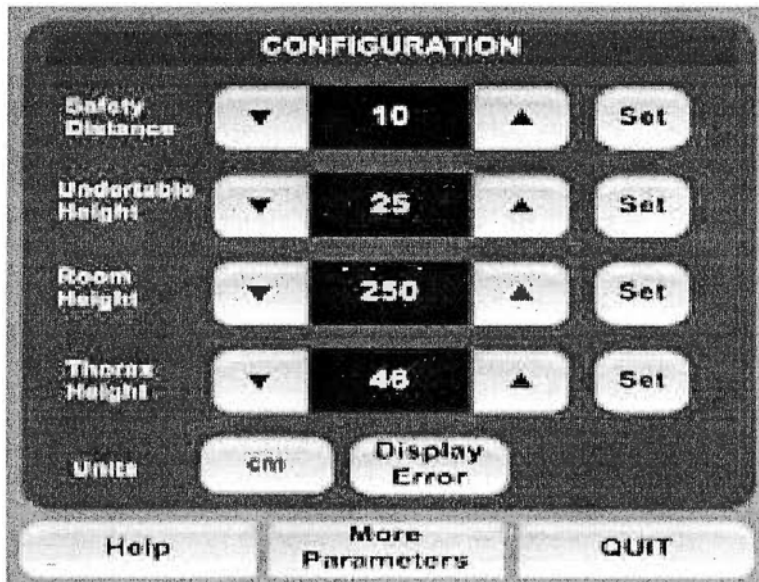 CONFIGURATION
Safety
Distance
10
Set
Undertable
Height
25
Set
Room
Height
250
Set
Thorax
Height
46
Set
Units
cm
Display
Error
Help
More
Parameters
QUIT